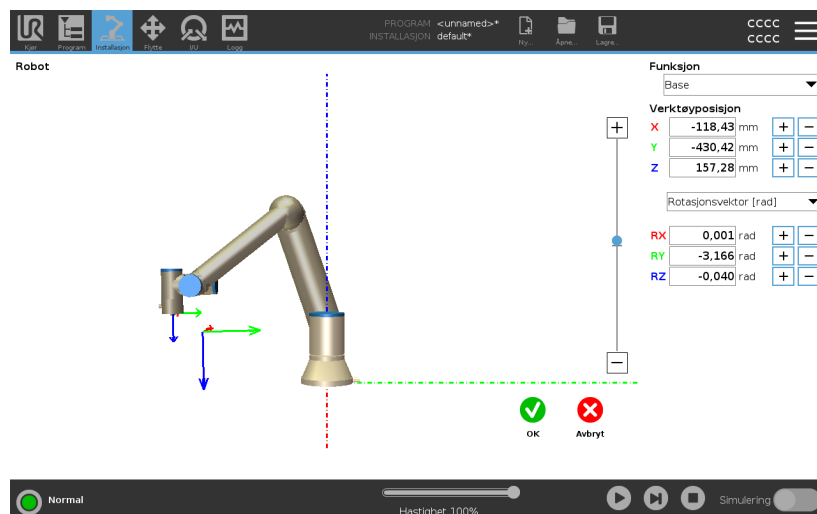 PROGRAM <unnamed>*
INSTALLASJON default*
CCCC
CCCC
Kjør Program Installasjon Flytte I/U Logg Ny... Åpne... Lagre...
Robot
Funksjon
Base
Verktøyposisjon
X -118,43 mm + −
Y -430,42 mm + −
Z 157,28 mm + −
Rotasjonsvektor [rad]
RX 0,001 rad + −
RY -3,166 rad + −
RZ -0,040 rad + −
OK Avbryt
Normal
Hastighet 100%
Simulering